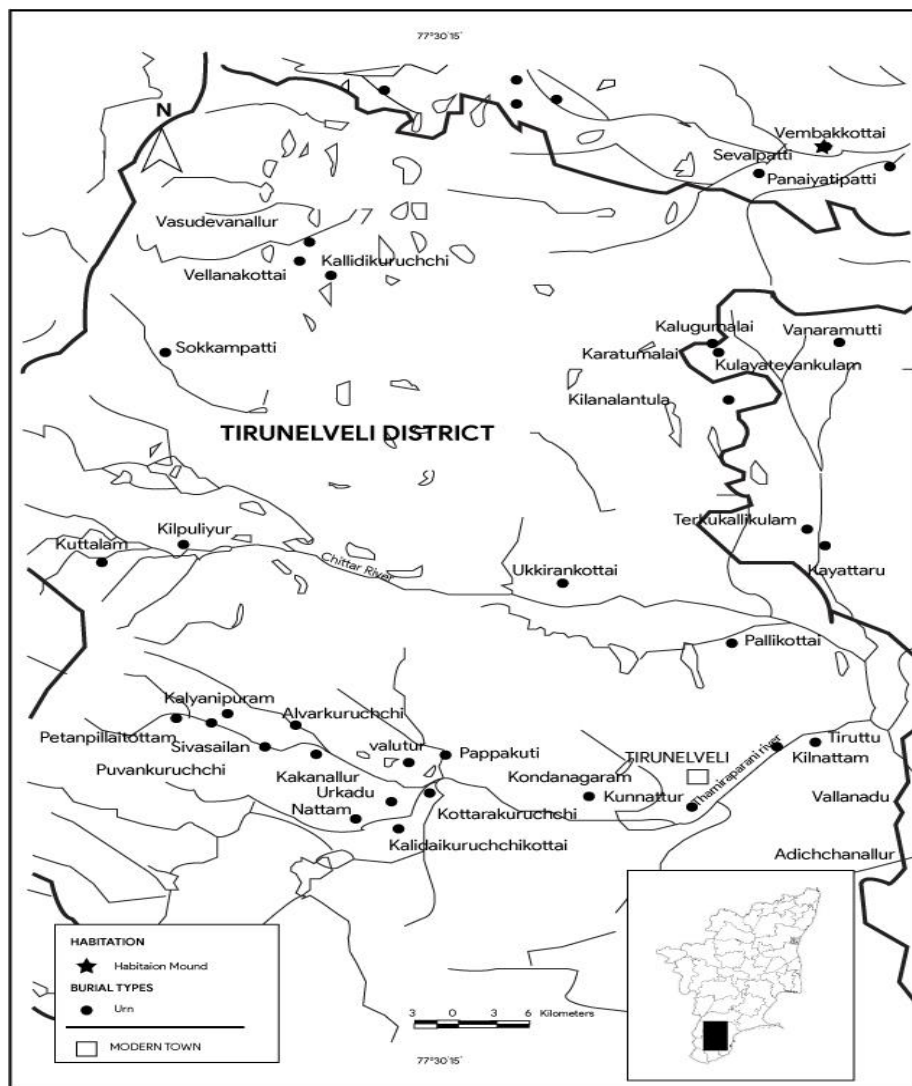 77°30'15'
N
Vembakkottai
Sevalpatti
Panaiyatipatti
Vasudevanallur
Vellanakottai
Kallidikuruchchi
Sokkampatti
Kalugumalai
Vanaramutti
Karatumalai
Kulayatevankulam
Kilanalantula
TIRUNELVELI DISTRICT
Terkukallikulam
Kilpuliyur
Kuttalam
Chittar River
Ukkirankottai
Kayattaru
Pallikottai
Kalyanipuram
Alvarkuruchchi
Petanpillaitottam
Sivasailan
valutur
Pappakuti
Puvankuruchchi
Kakanallur
Urkadu
Nattam
Kottarakuruchchi
Kalidaikuruchchikottai
Kondanagaram
TIRUNELVELI
Kunnattur
Thamiraparani river
Tiruttu
Kilnattam
Vallanadu
Adichchanallur
HABITATION
Habitaion Mound
BURIAL TYPES
Urn
MODERN TOWN
3 0 3 6 Kilometers
77°30'15'